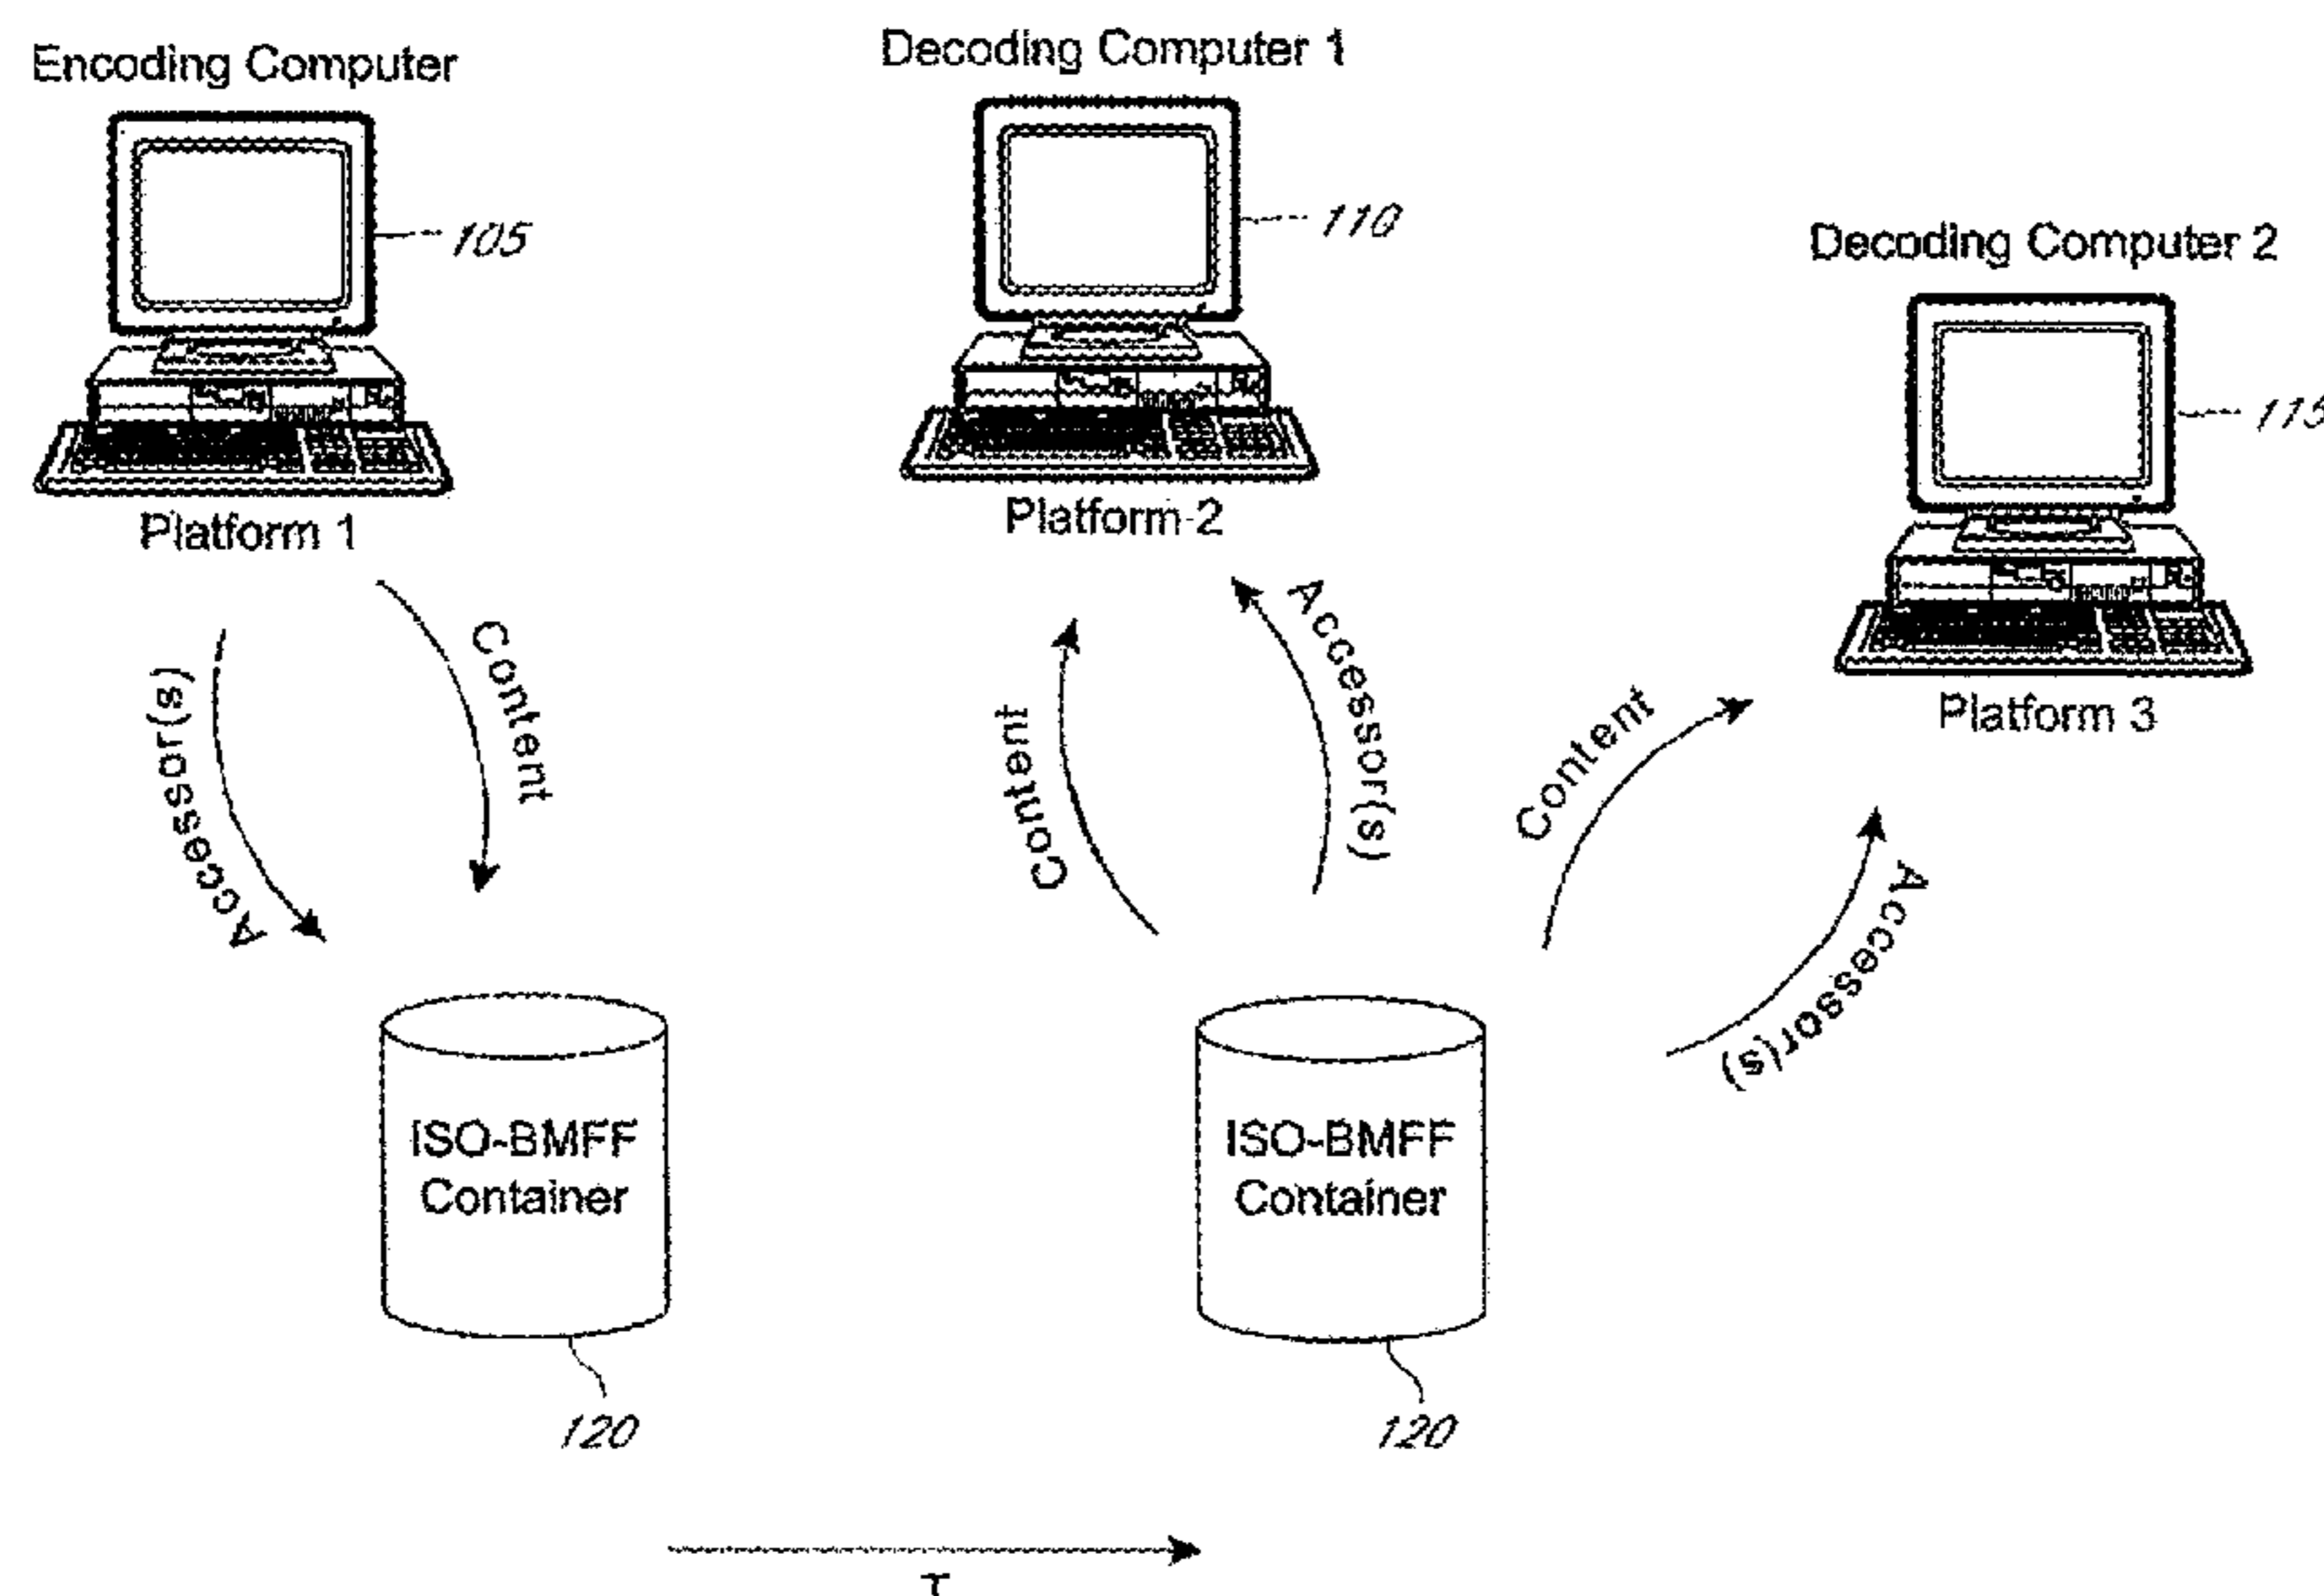 Encoding Computer
Decoding Computer 1
Decoding Computer 2
105
110
115
Platform 1
Platform 2
Platform 3
Accessor(s)
Content
Content
Accessor(s)
Content
Accessor(s)
ISO-BMFF
Container
ISO-BMFF
Container
120
120
T